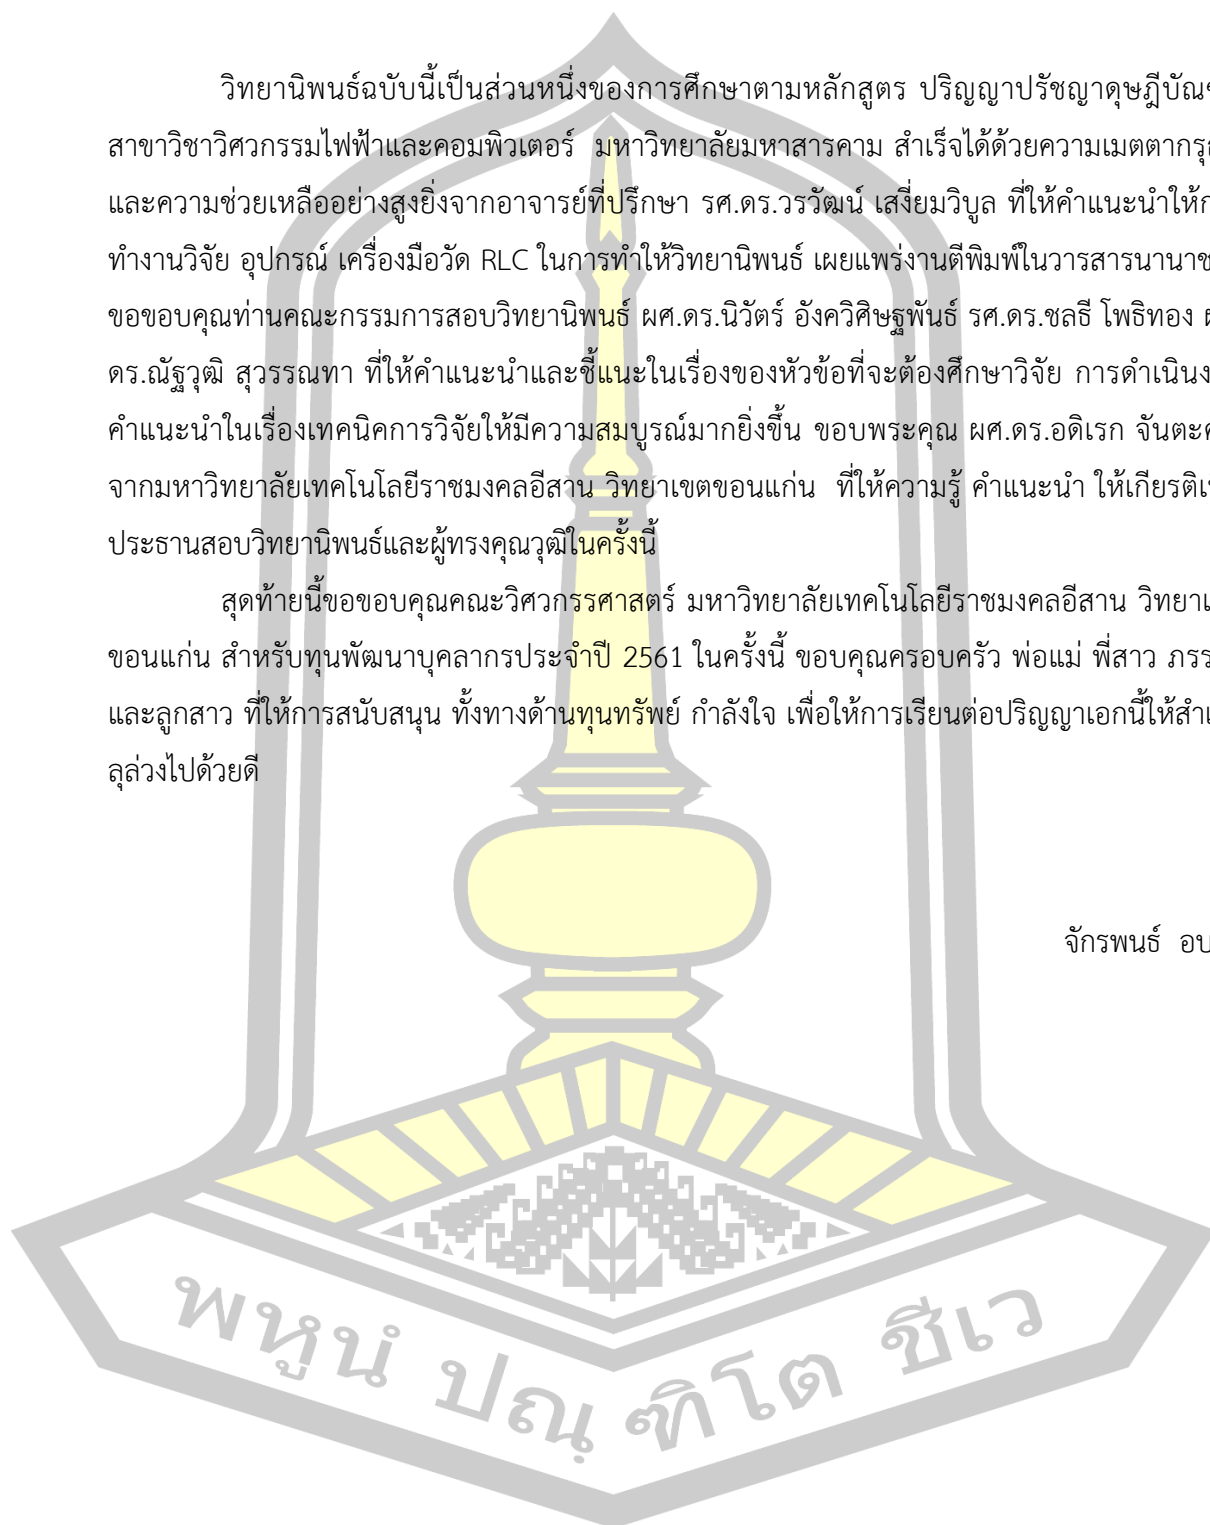 วิทยานิพนธ์ฉบับนี้เป็นส่วนหนึ่งของการศึกษาตามหลักสูตร ปริญญาปรัชญาดุษฎีบัณ
สาขาวิชาวิศวกรรมไฟฟ้าและคอมพิวเตอร์ มหาวิทยาลัยมหาสารคาม สำเร็จได้ด้วยความเมตตากรุ
และความช่วยเหลืออย่างสูงยิ่งจากอาจารย์ที่ปรึกษา รศ.ดร.วรวัฒน์ เสงี่ยมวิบูล ที่ให้คำแนะนำให้ก
ทำงานวิจัย อุปกรณ์ เครื่องมือวัด RLC ในการทำให้วิทยานิพนธ์ เผยแพร่งานตีพิมพ์ในวารสารนานาช
ขอขอบคุณท่านคณะกรรมการสอบวิทยานิพนธ์ ผศ.ดร.นิวัตร์ อังควิศิษฐพันธ์ รศ.ดร.ชลธี โพธิทอง
ดร.ณัฐวุฒิ สุวรรณทา ที่ให้คำแนะนำและชี้แนะในเรื่องของหัวข้อที่จะต้องศึกษาวิจัย การดำเนินง
คำแนะนำในเรื่องเทคนิคการวิจัยให้มีความสมบูรณ์มากยิ่งขึ้น ขอบพระคุณ ผศ.ดร.อดิเรก จันตะค
จากมหาวิทยาลัยเทคโนโลยีราชมงคลอีสาน วิทยาเขตขอนแก่น ที่ให้ความรู้ คำแนะนำ ให้เกียรติเ
ประธานสอบวิทยานิพนธ์และผู้ทรงคุณวุฒิในครั้งนี้
สุดท้ายนี้ขอขอบคุณคณะวิศวกรรศาสตร์ มหาวิทยาลัยเทคโนโลยีราชมงคลอีสาน วิทยาเ
ขอนแก่น สำหรับทุนพัฒนาบุคลากรประจำปี 2561 ในครั้งนี้ ขอบคุณครอบครัว พ่อแม่ พี่สาว ภรร
และลูกสาว ที่ให้การสนับสนุน ทั้งทางด้านทุนทรัพย์ กำลังใจ เพื่อให้การเรียนต่อปริญญาเอกนี้ให้สำเ
ลุล่วงไปด้วยดี
จักรพนธ์ อบ
พหูนํ ปณฺ ฑิโต ชีเว